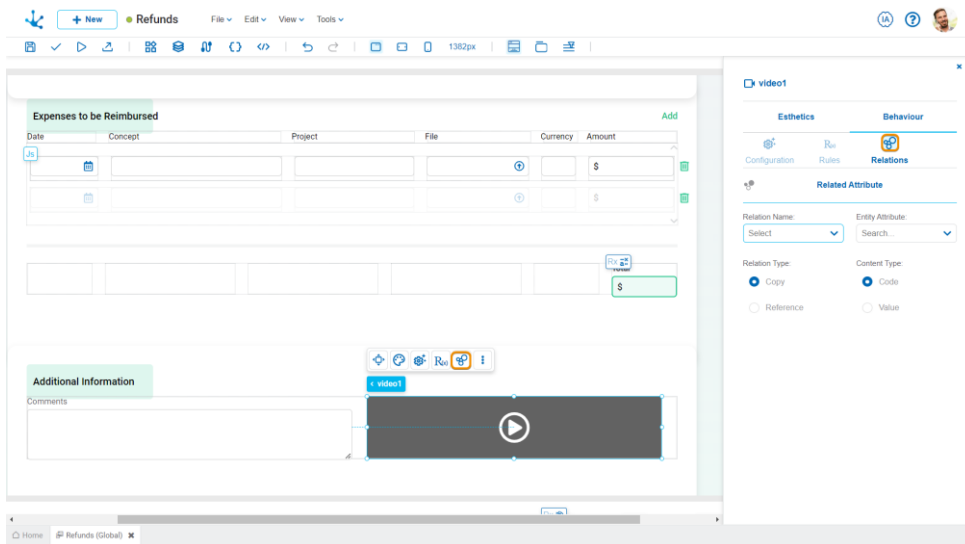 + New
Refunds
File
Edit
View
Tools
IA
?
1382px
video1
Esthetics
Behaviour
R(x)
Configuration
Rules
Relations
Related Attribute
Relation Name:
Entity Attribute:
Select
Search...
Relation Type:
Content Type:
Copy
Code
Reference
Value
Expenses to be Reimbursed
Add
Date
Concept
Project
File
Currency
Amount
Js
$
$
Rx
Total
$
R(x)
< video1
Additional Information
Comments
Home
Refunds (Global)